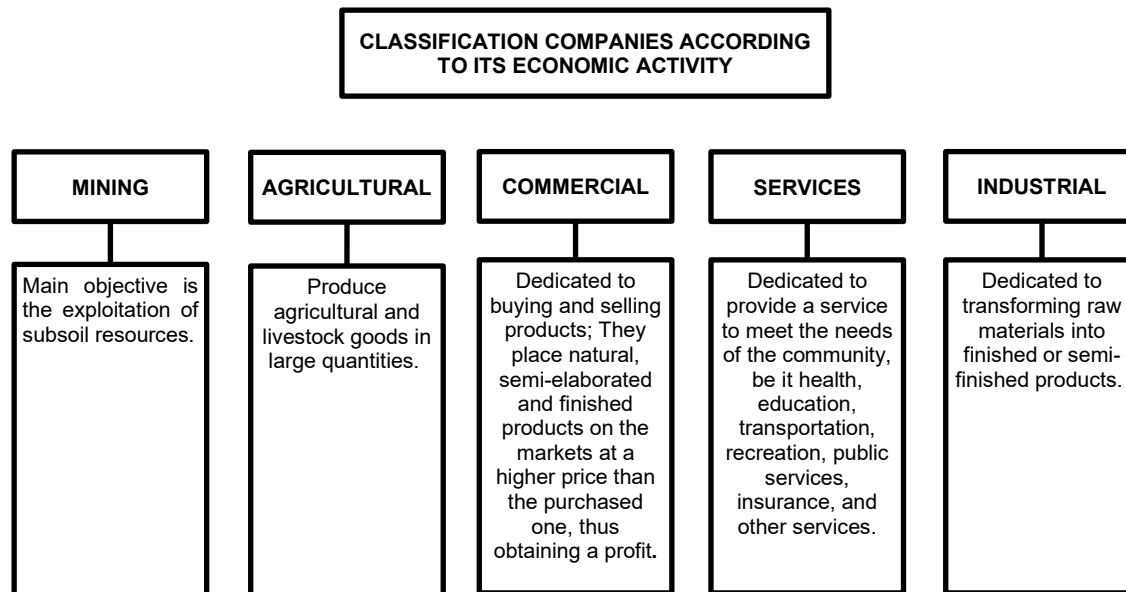 CLASSIFICATION COMPANIES ACCORDING
TO ITS ECONOMIC ACTIVITY
MINING
Main objective is
the exploitation of
subsoil resources.
AGRICULTURAL
Produce
agricultural and
livestock goods in
large quantities.
COMMERCIAL
Dedicated to
buying and selling
products; They
place natural,
semi-elaborated
and finished
products on the
markets at a
higher price than
the purchased
one, thus
obtaining a profit.
SERVICES
Dedicated to
provide a service
to meet the needs
of the community,
be it health,
education,
transportation,
recreation, public
services,
insurance, and
other services.
INDUSTRIAL
Dedicated to
transforming raw
materials into
finished or semi-
finished products.